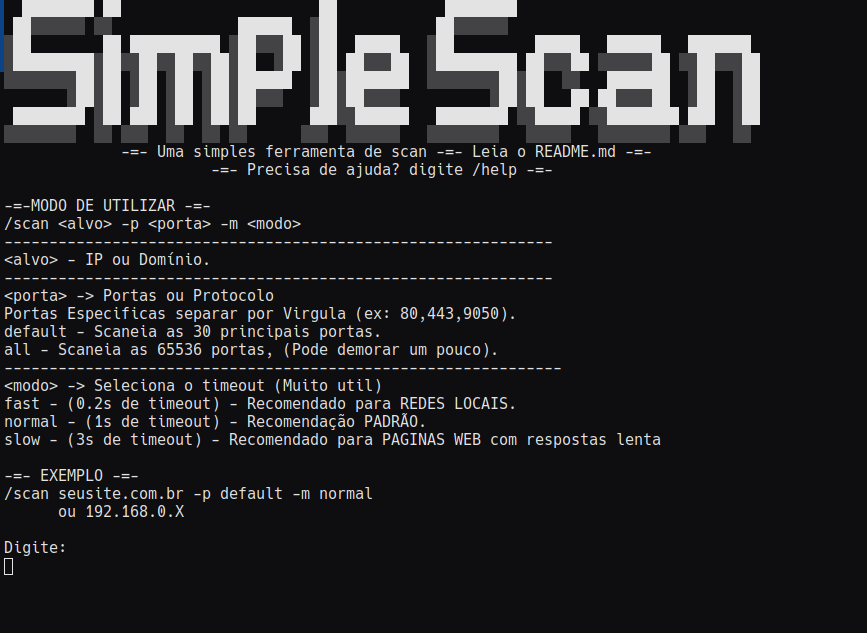 Simple Scan
-=- Uma simples ferramenta de scan -=- Leia o README.md -=-
-=- Precisa de ajuda? digite /help -=-
-=-MODO DE UTILIZAR -=-
/scan <alvo> -p <porta> -m <modo>
-------------------------------------------------------------
<alvo> - IP ou Domínio.
-------------------------------------------------------------
<porta> -> Portas ou Protocolo
Portas Especificas separar por Virgula (ex: 80,443,9050).
default - Scaneia as 30 principais portas.
all - Scaneia as 65536 portas, (Pode demorar um pouco).
--------------------------------------------------------------
<modo> -> Seleciona o timeout (Muito util)
fast - (0.2s de timeout) - Recomendado para REDES LOCAIS.
normal - (1s de timeout) - Recomendação PADRÃO.
slow - (3s de timeout) - Recomendado para PAGINAS WEB com respostas lenta
-=- EXEMPLO -=-
/scan seusite.com.br -p default -m normal
ou 192.168.0.X
Digite: